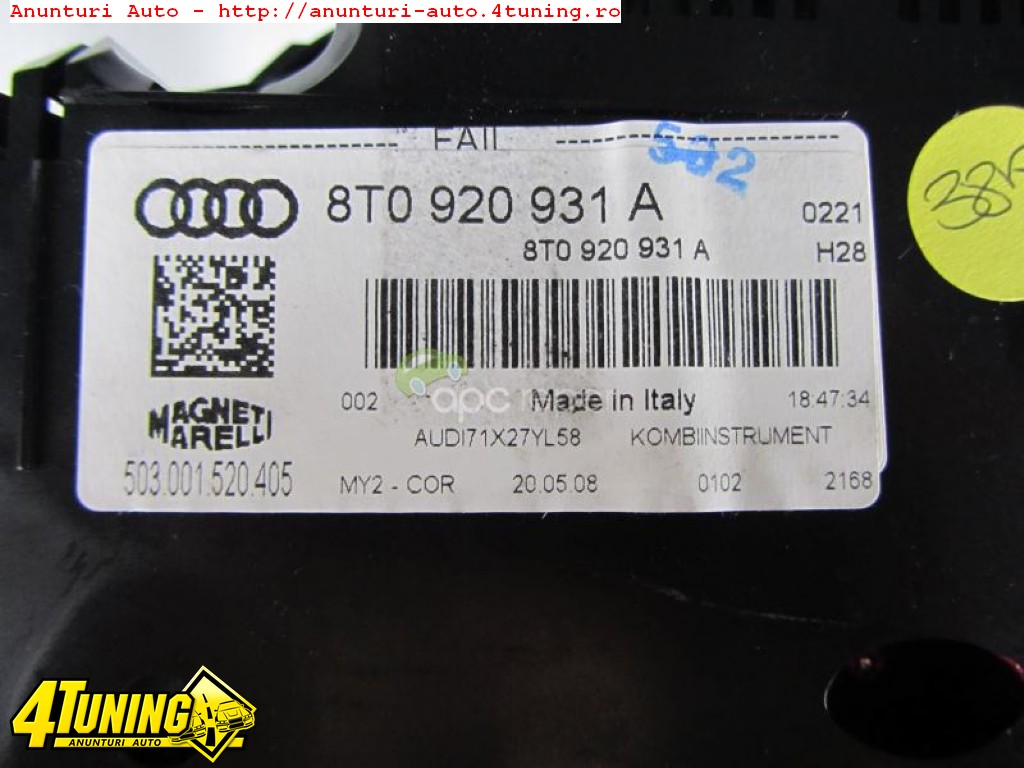 Anunturi Auto - http://anunturi-auto.4tuning.ro
8T0 920 931 A
0221
8T0 920 931 A
H28
002
Made in Italy
18:47:34
MAGNETI
MARELLI
AUDI71X27YL58
KOMBIINSTRUMENT
503.001.520.405
MY2 - COR
20.05.08
0102
2168
4TUNING
ANUNTURI AUTO